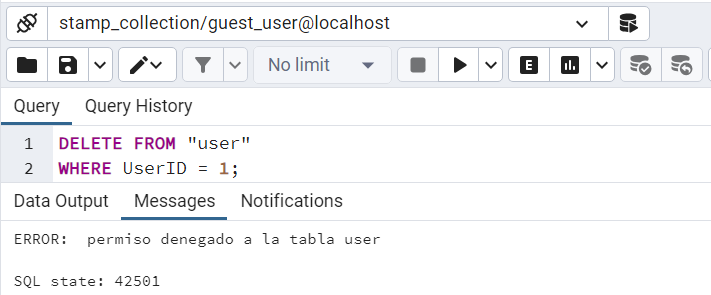 stamp_collection/guest_user@localhost
No limit
E
Query Query History
1 DELETE FROM "user"
2 WHERE UserID = 1;
Data Output Messages Notifications
ERROR:  permiso denegado a la tabla user
SQL state: 42501